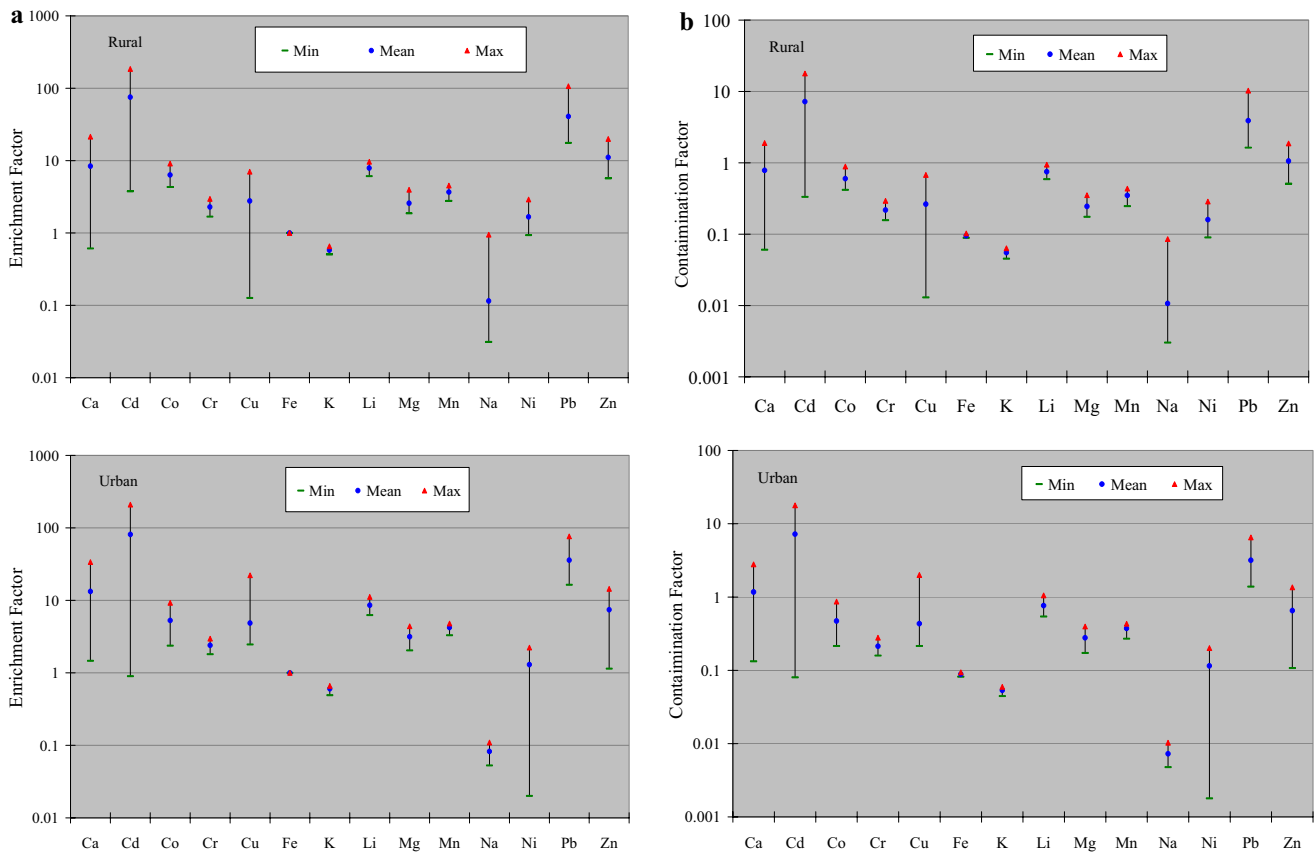 a
Rural
Min Mean Max
Enrichment Factor
1000
100
10
1
0.1
0.01
Ca Cd Co Cr Cu Fe K Li Mg Mn Na Ni Pb Zn
b
Rural
Min Mean Max
Contaimination Factor
100
10
1
0.1
0.01
0.001
Ca Cd Co Cr Cu Fe K Li Mg Mn Na Ni Pb Zn
Urban
Min Mean Max
Enrichment Factor
1000
100
10
1
0.1
0.01
Ca Cd Co Cr Cu Fe K Li Mg Mn Na Ni Pb Zn
Urban
Min Mean Max
Contaimination Factor
100
10
1
0.1
0.01
0.001
Ca Cd Co Cr Cu Fe K Li Mg Mn Na Ni Pb Zn